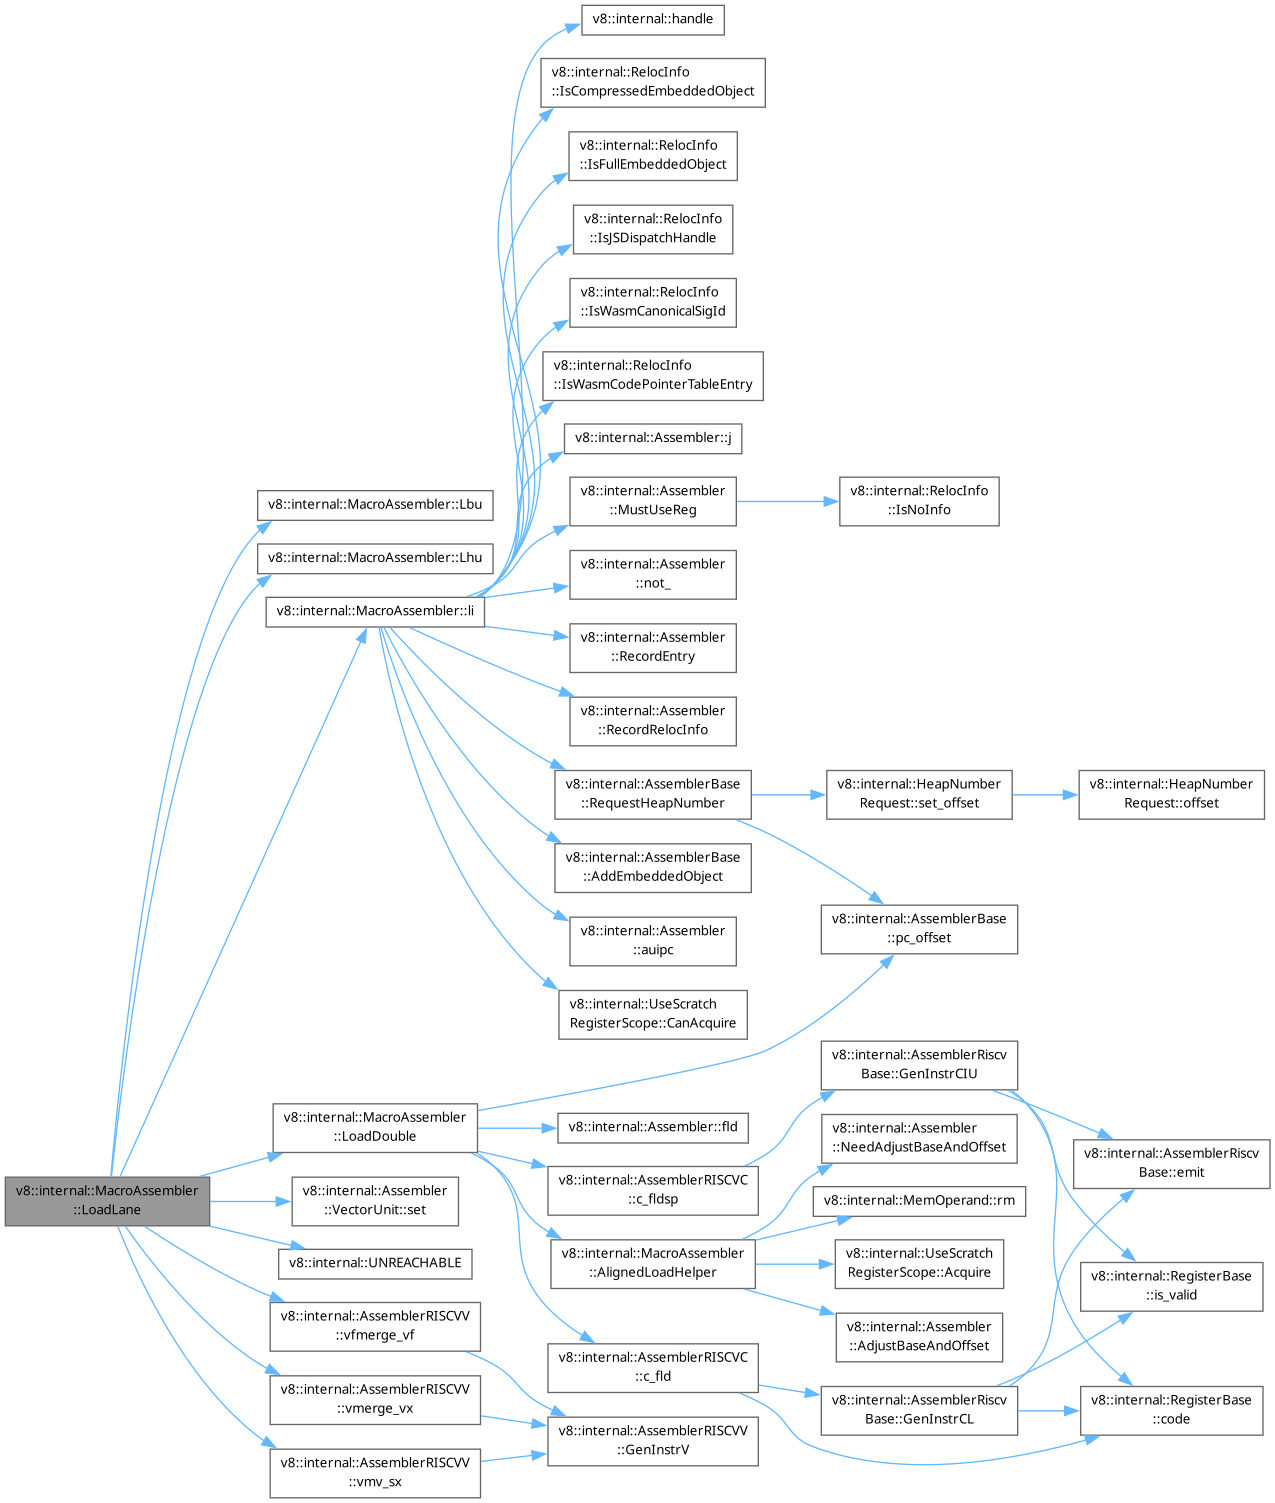 v8::internal::handle
v8::internal::RelocInfo
::IsCompressedEmbeddedObject
v8::internal::RelocInfo
::IsFullEmbeddedObject
v8::internal::RelocInfo
::IsJSDispatchHandle
v8::internal::RelocInfo
::IsWasmCanonicalSigId
v8::internal::RelocInfo
::IsWasmCodePointerTableEntry
v8::internal::Assembler::j
v8::internal::Assembler
::MustUseReg
v8::internal::RelocInfo
::IsNoInfo
v8::internal::MacroAssembler::Lbu
v8::internal::MacroAssembler::Lhu
v8::internal::Assembler
::not_
v8::internal::MacroAssembler::li
v8::internal::Assembler
::RecordEntry
v8::internal::Assembler
::RecordRelocInfo
v8::internal::AssemblerBase
::RequestHeapNumber
v8::internal::HeapNumber
Request::set_offset
v8::internal::HeapNumber
Request::offset
v8::internal::AssemblerBase
::AddEmbeddedObject
v8::internal::AssemblerBase
::pc_offset
v8::internal::Assembler
::auipc
v8::internal::UseScratch
RegisterScope::CanAcquire
v8::internal::AssemblerRiscv
Base::GenInstrCIU
v8::internal::MacroAssembler
::LoadDouble
v8::internal::Assembler::fld
v8::internal::Assembler
::NeedAdjustBaseAndOffset
v8::internal::AssemblerRiscv
Base::emit
v8::internal::AssemblerRISCVC
::c_fldsp
v8::internal::MacroAssembler
::LoadLane
v8::internal::Assembler
::VectorUnit::set
v8::internal::MemOperand::rm
v8::internal::UNREACHABLE
v8::internal::MacroAssembler
::AlignedLoadHelper
v8::internal::UseScratch
RegisterScope::Acquire
v8::internal::RegisterBase
::is_valid
v8::internal::AssemblerRISCVV
::vfmerge_vf
v8::internal::Assembler
::AdjustBaseAndOffset
v8::internal::AssemblerRISCVC
::c_fld
v8::internal::AssemblerRISCVV
::vmerge_vx
v8::internal::AssemblerRiscv
Base::GenInstrCL
v8::internal::RegisterBase
::code
v8::internal::AssemblerRISCVV
::GenInstrV
v8::internal::AssemblerRISCVV
::vmv_sx